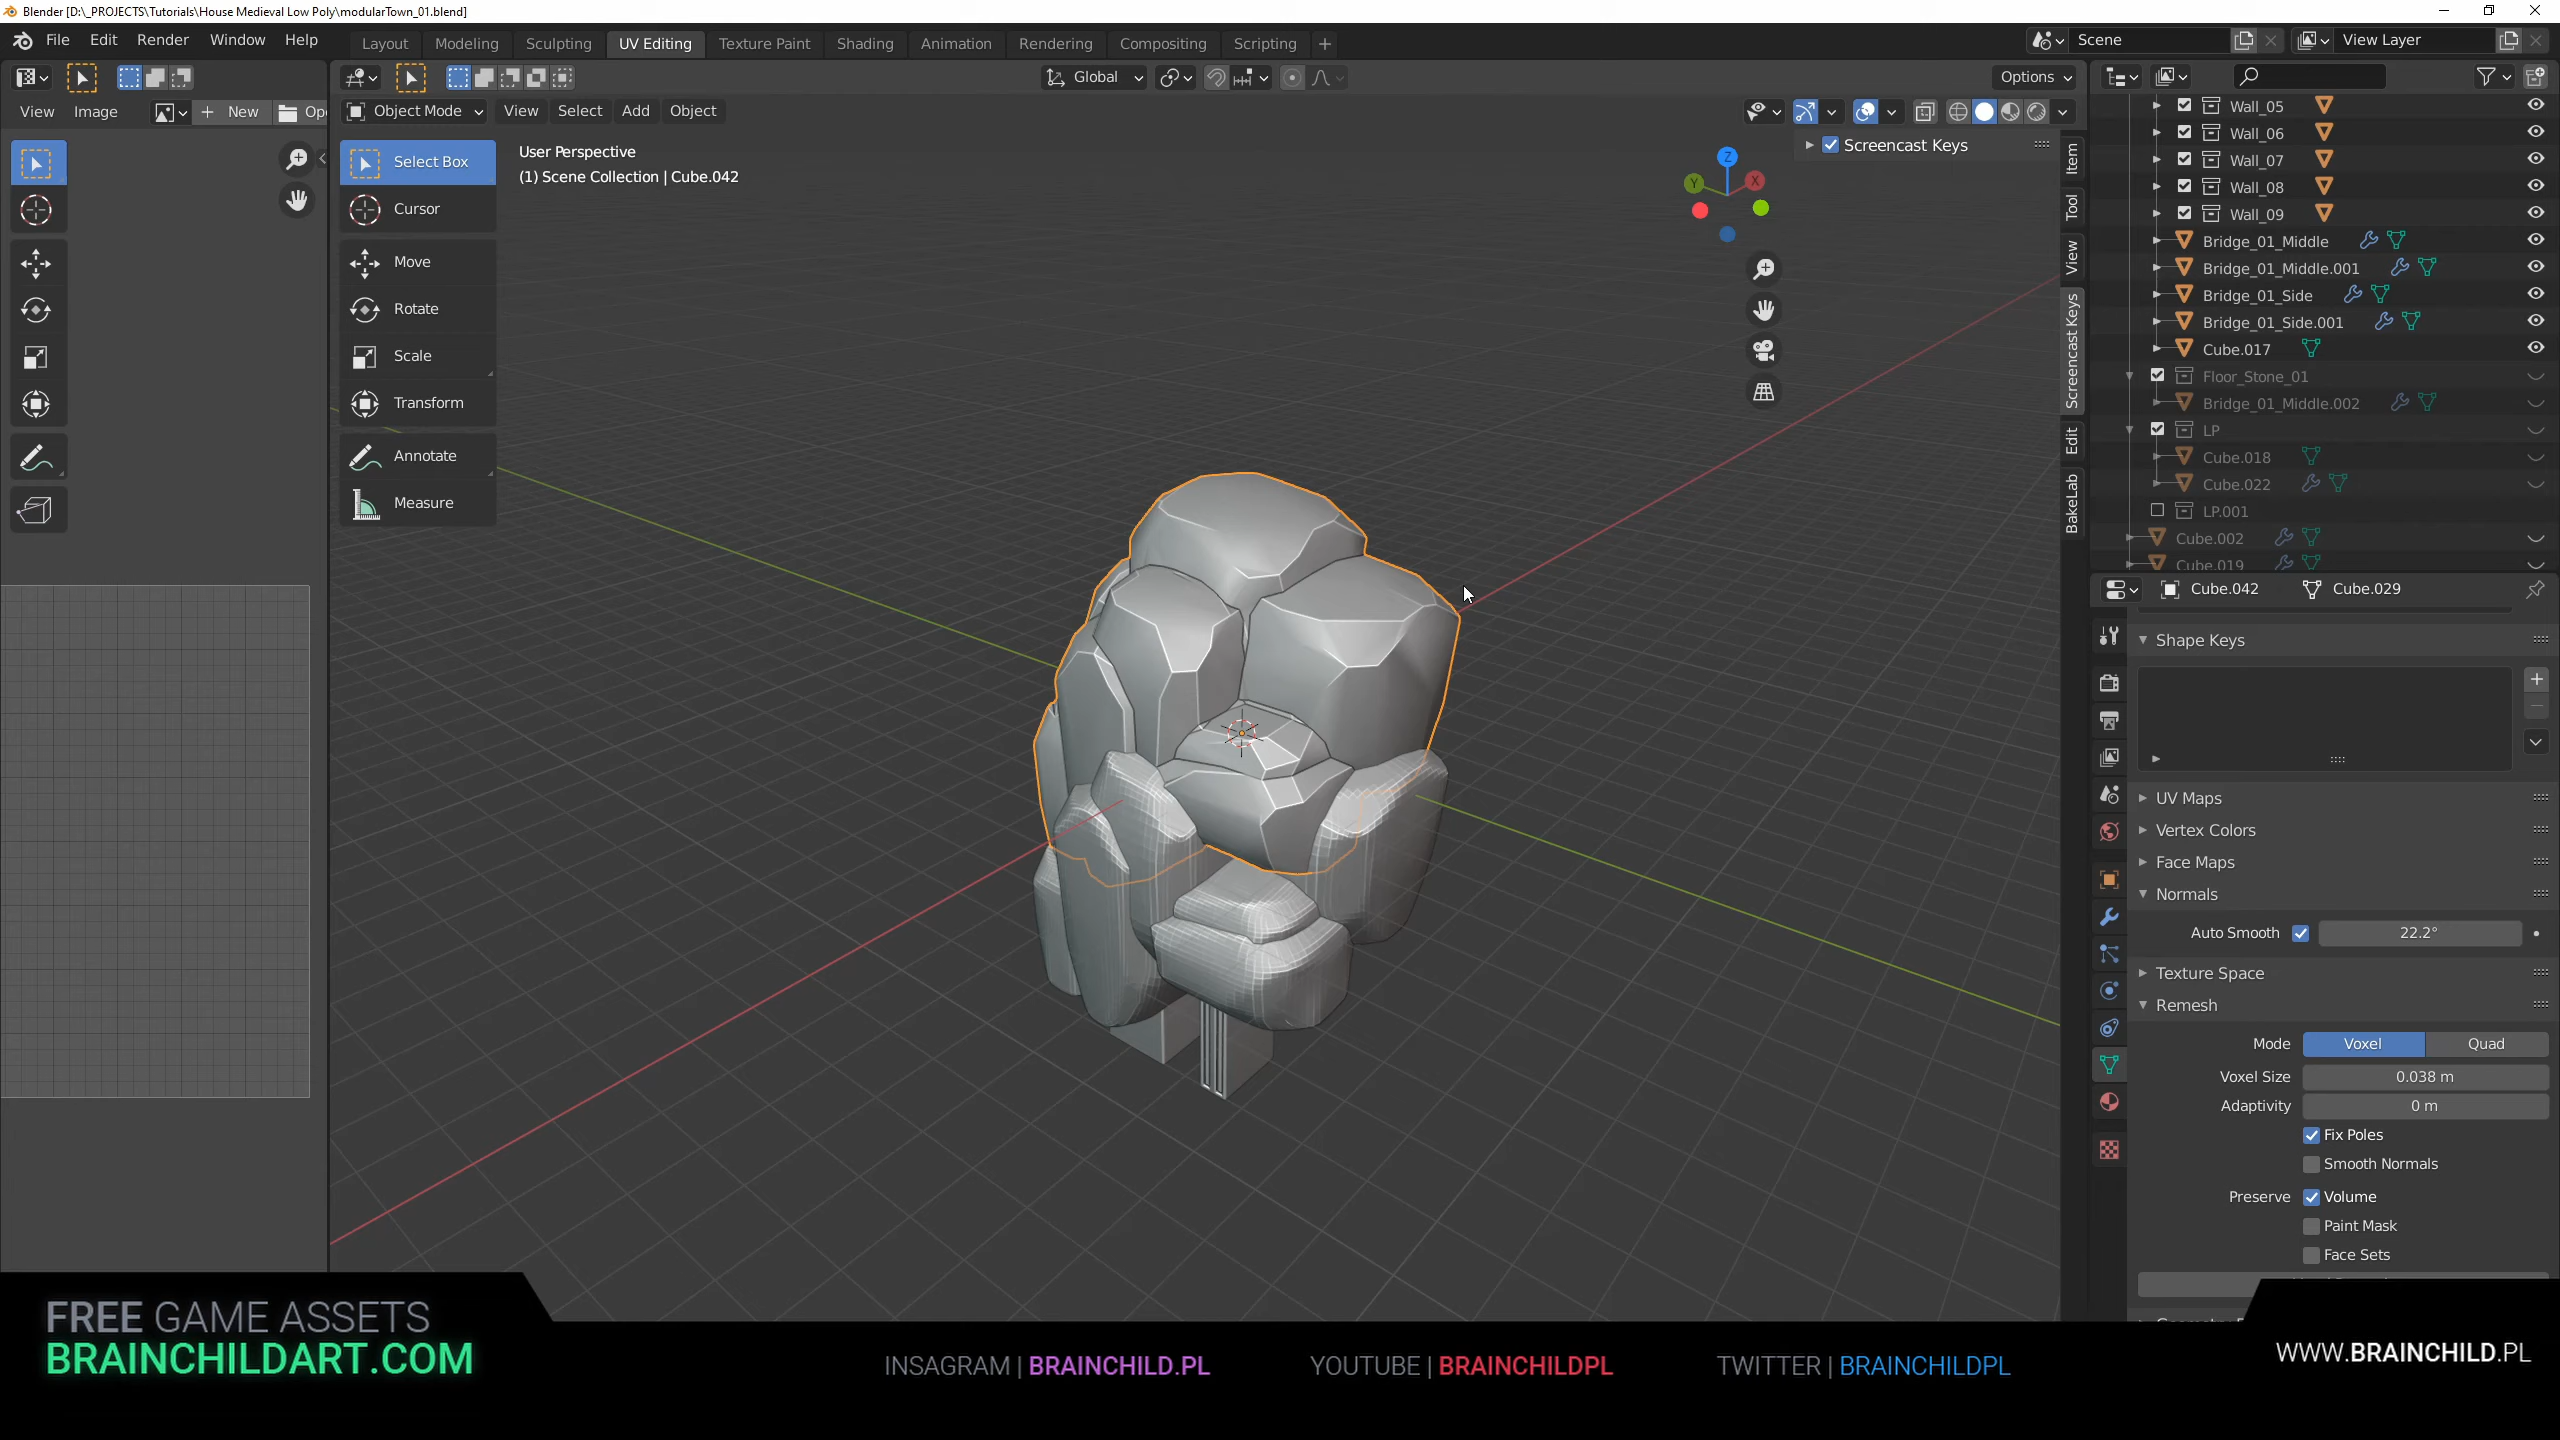 Blender [D:\_PROJECTS\Tutorials\House Medieval Low Poly\modularTown_01.blend]
File Edit Render Window Help
Layout Modeling Sculpting UV Editing Texture Paint Shading Animation Rendering Compositing Scripting +
Scene
View Layer
Global
Options
View Image
+ New
Op
Object Mode View Select Add Object
User Perspective
(1) Scene Collection | Cube.042
Select Box
Cursor
Move
Rotate
Scale
Transform
Annotate
Measure
Z
Y
X
Screencast Keys
Item
Tool
View
Screencast Keys
Edit
BakeLab
Wall_05
Wall_06
Wall_07
Wall_08
Wall_09
Bridge_01_Middle
Bridge_01_Middle.001
Bridge_01_Side
Bridge_01_Side.001
Cube.017
Floor_Stone_01
Bridge_01_Middle.002
LP
Cube.018
Cube.022
LP.001
Cube.002
Cube.019
Cube.042 Cube.029
Shape Keys
UV Maps
Vertex Colors
Face Maps
Normals
Auto Smooth 22.2°
Texture Space
Remesh
Mode Voxel Quad
Voxel Size 0.038 m
Adaptivity 0 m
Fix Poles
Smooth Normals
Preserve Volume
Paint Mask
Face Sets
FREE GAME ASSETS
BRAINCHILDART.COM
INSAGRAM | BRAINCHILD.PL
YOUTUBE | BRAINCHILDPL
TWITTER | BRAINCHILDPL
WWW.BRAINCHILD.PL